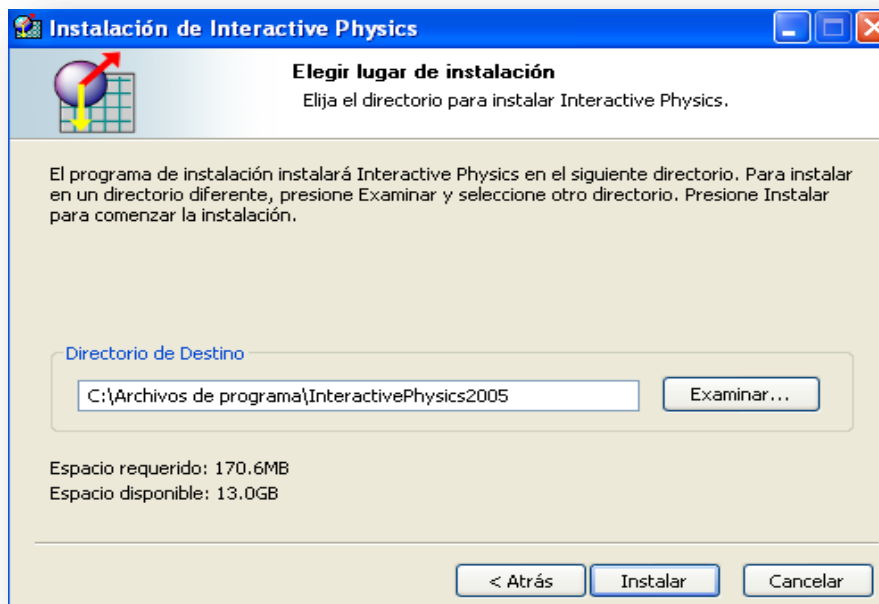 Instalación de Interactive Physics
Elegir lugar de instalación
Elija el directorio para instalar Interactive Physics.
El programa de instalación instalará Interactive Physics en el siguiente directorio. Para instalar
en un directorio diferente, presione Examinar y seleccione otro directorio. Presione Instalar
para comenzar la instalación.
Directorio de Destino
C:\Archivos de programa\InteractivePhysics2005
Examinar...
Espacio requerido: 170.6MB
Espacio disponible: 13.0GB
< Atrás
Instalar
Cancelar